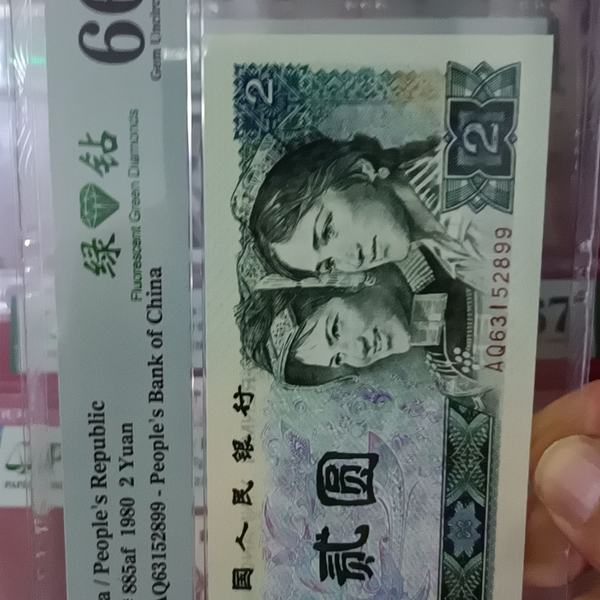 66
Gem Uncirc
绿钻
Fluorescent Green Diamonds
a / People's Republic
885af 1980 2 Yuan
AQ63152899 - People's Bank of China
2
2
AQ63152899
国人民银行
贰圆
67